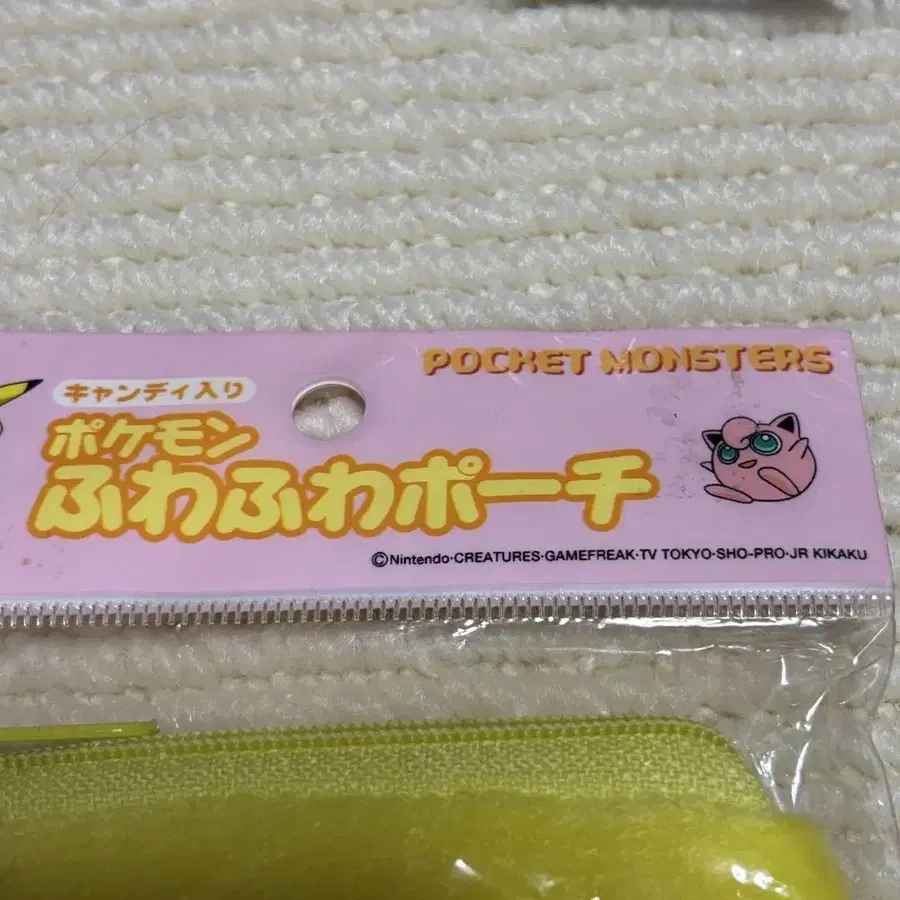 POCKET MONSTERS
キャンディ入り
ポケモン
ふわふわポーチ
©Nintendo·CREATURES·GAMEFREAK·TV TOKYO·SHO-PRO·JR KIKAKU